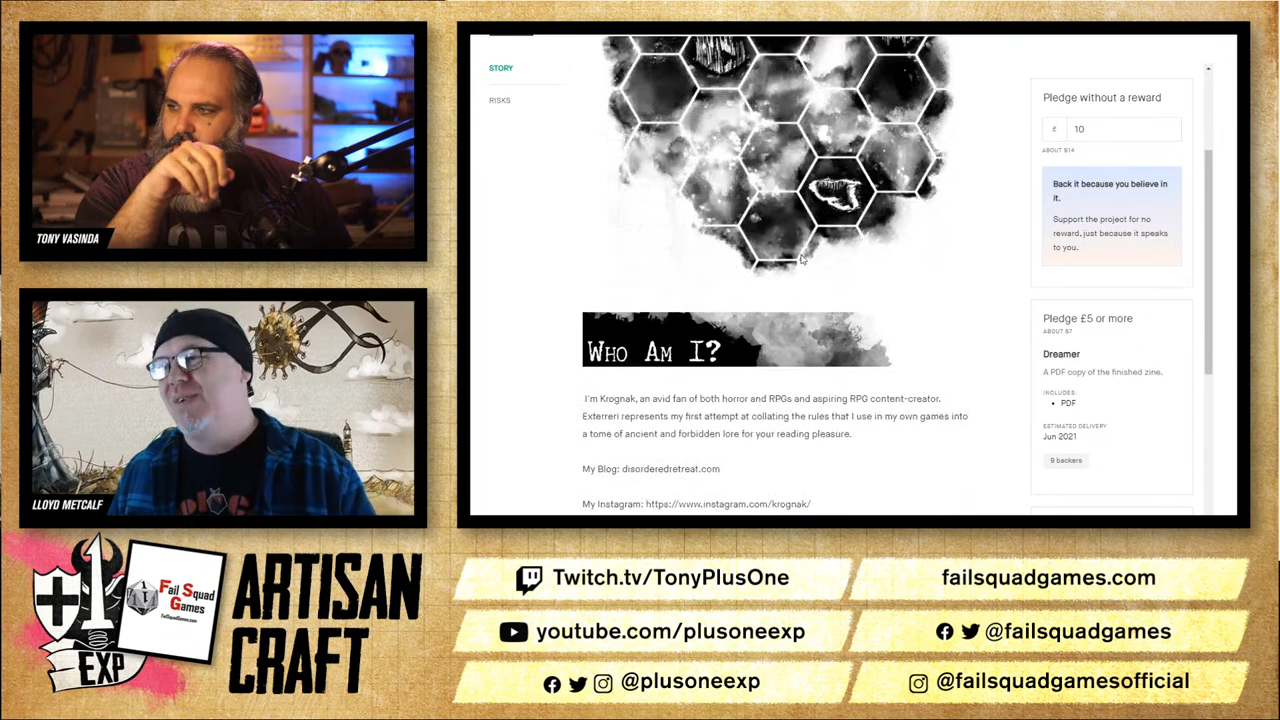 TONY VASINDA
LLOYD METCALF
STORY
RISKS
Who Am I?
I'm Krognak, an avid fan of both horror and RPGs and aspiring RPG content-creator.
Exterreri represents my first attempt at collating the rules that I use in my own games into
a tome of ancient and forbidden lore for your reading pleasure.
My Blog: disorderedretreat.com
My Instagram: https://www.instagram.com/krognak/
Pledge without a reward
£ 10
ABOUT $14
Back it because you believe in
it.
Support the project for no
reward, just because it speaks
to you.
Pledge £5 or more
ABOUT $7
Dreamer
A PDF copy of the finished zine.
INCLUDES:
• PDF
ESTIMATED DELIVERY
Jun 2021
9 backers
1
EXP
Fail Squad
Games
FailSquadGames.com
ARTISAN
CRAFT
Twitch.tv/TonyPlusOne
youtube.com/plusoneexp
@plusoneexp
failsquadgames.com
@failsquadgames
@failsquadgamesofficial